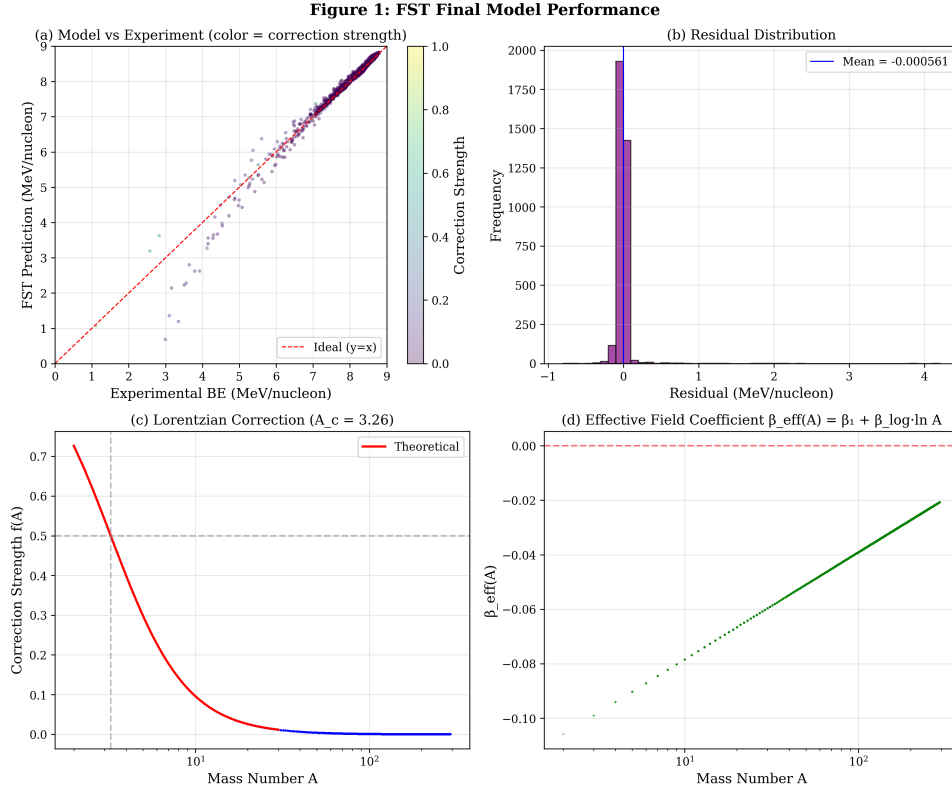 Figure 1: FST Final Model Performance
(a) Model vs Experiment (color = correction strength)
FST Prediction (MeV/nucleon)
9
8
7
6
5
4
3
2
1
0
Ideal (y=x)
0 1 2 3 4 5 6 7 8 9
Experimental BE (MeV/nucleon)
1.0
0.8
0.6
0.4
0.2
0.0
Correction Strength
(b) Residual Distribution
Frequency
2000
1750
1500
1250
1000
750
500
250
0
Mean = -0.000561
−1 0 1 2 3 4
Residual (MeV/nucleon)
(c) Lorentzian Correction (A_c = 3.26)
Correction Strength f(A)
0.7
0.6
0.5
0.4
0.3
0.2
0.1
0.0
Theoretical
10¹ 10²
Mass Number A
(d) Effective Field Coefficient β_eff(A) = β₁ + β_log·ln A
β_eff(A)
0.00
−0.02
−0.04
−0.06
−0.08
−0.10
10¹ 10²
Mass Number A